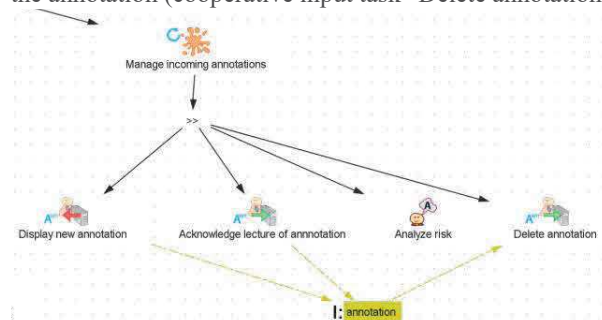 the annotation (cooperative input task "Delete annotation
Manage incoming annotations
>>
Display new annotation
Acknowledge lecture of annnotation
Analyze risk
Delete annotation
I: annotation